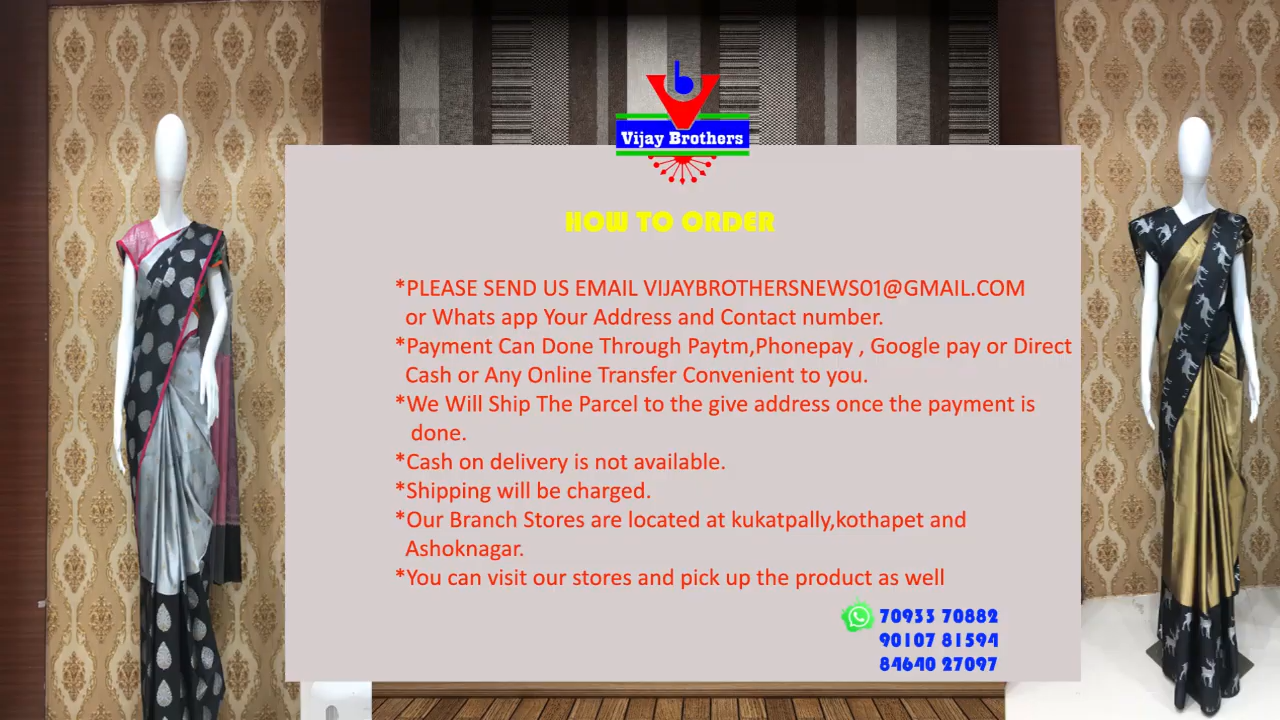 b
Vijay Brothers
HOW TO ORDER
*PLEASE SEND US EMAIL VIJAYBROTHERSNEWS01@GMAIL.COM
or Whats app Your Address and Contact number.
*Payment Can Done Through Paytm,Phonepay , Google pay or Direct
Cash or Any Online Transfer Convenient to you.
*We Will Ship The Parcel to the give address once the payment is
done.
*Cash on delivery is not available.
*Shipping will be charged.
*Our Branch Stores are located at kukatpally,kothapet and
Ashoknagar.
*You can visit our stores and pick up the product as well
70933 70882
90107 81594
84640 27097